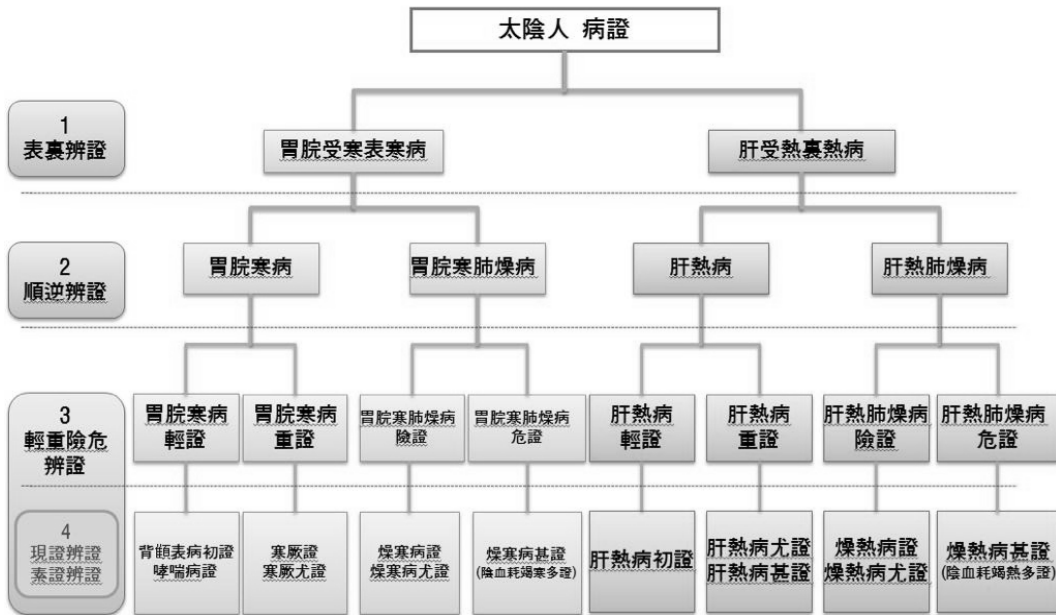 太陰人 病證
1
表裏辨證
胃脘受寒表寒病
肝受熱裏熱病
2
順逆辨證
胃脘寒病
胃脘寒肺燥病
肝熱病
肝熱肺燥病
3
輕重險危
辨證
胃脘寒病
輕證
胃脘寒病
重證
胃脘寒肺燥病
險證
胃脘寒肺燥病
危證
肝熱病
輕證
肝熱病
重證
肝熱肺燥病
險證
肝熱肺燥病
危證
4
現證辨證
素證辨證
背顀表病初證
哮喘病證
寒厥證
寒厥尤證
燥寒病證
燥寒病尤證
燥寒病甚證
(陰血耗竭寒多證)
肝熱病初證
肝熱病尤證
肝熱病甚證
燥熱病證
燥熱病尤證
燥熱病甚證
(陰血耗竭熱多證)